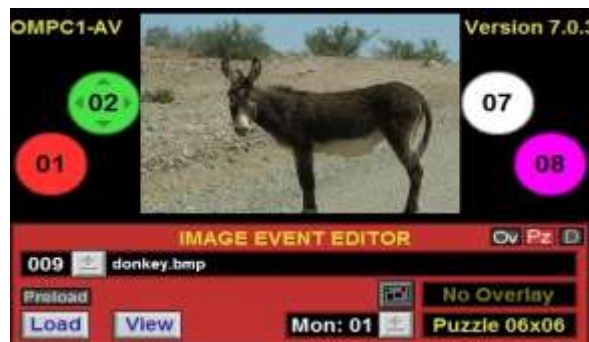 OMPC1-AV Version 7.0.3
02 07
01 08
IMAGE EVENT EDITOR Ov Pz D
009 ± donkey.bmp
Preload No Overlay
Load View Mon: 01 ± Puzzle 06x06